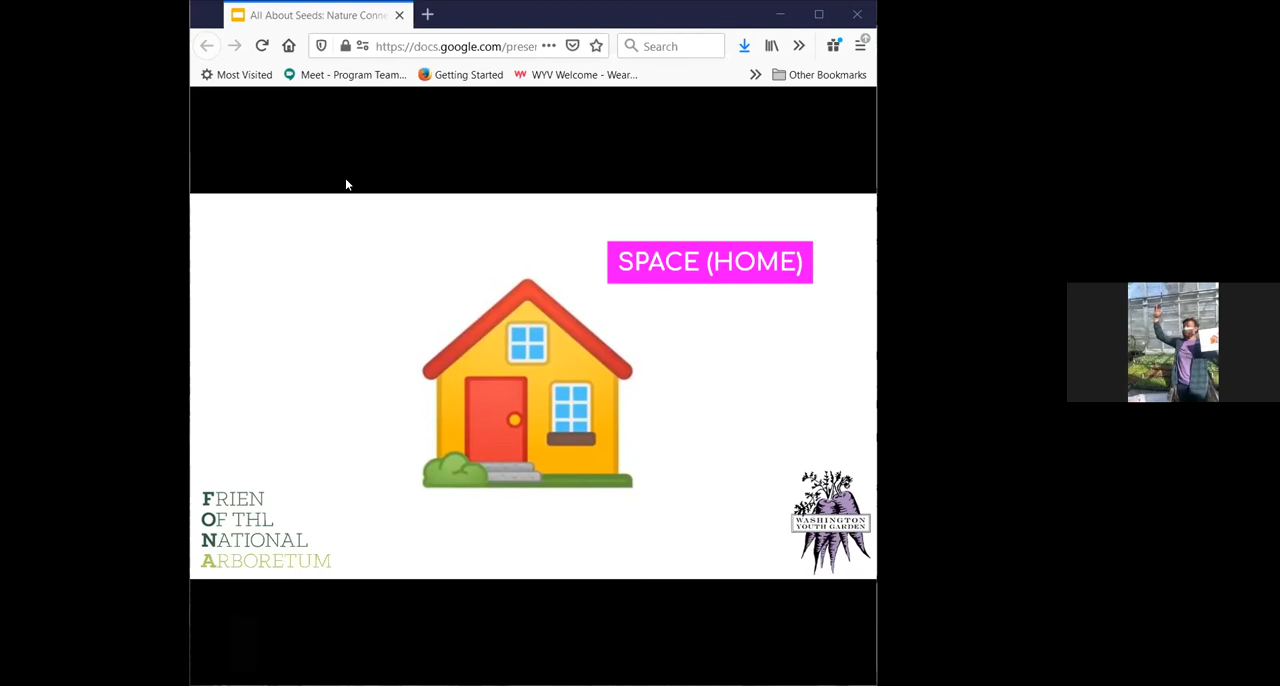 All About Seeds: Nature Conne
https://docs.google.com/preser
Search
Most Visited
Meet - Program Team...
Getting Started
WYV Welcome - Wear...
Other Bookmarks
SPACE (HOME)
FRIEN
OF THL
NATIONAL
ARBORETUM
WASHINGTON
YOUTH GARDEN